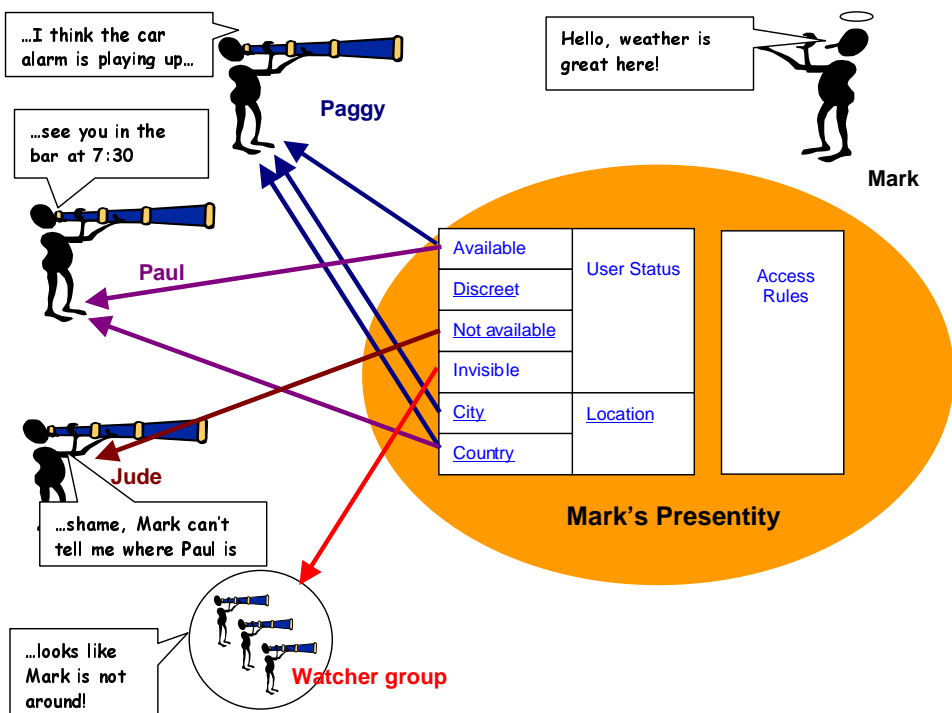 …I think the car
alarm is playing up…
Hello, weather is
great here!
Paggy
…see you in the
bar at 7:30
Mark
Paul
Available
Discreet
Not available
Invisible
City
Country
User Status
Location
Access
Rules
Jude
…shame, Mark can't
tell me where Paul is
Mark's Presentity
…looks like
Mark is not
around!
Watcher group